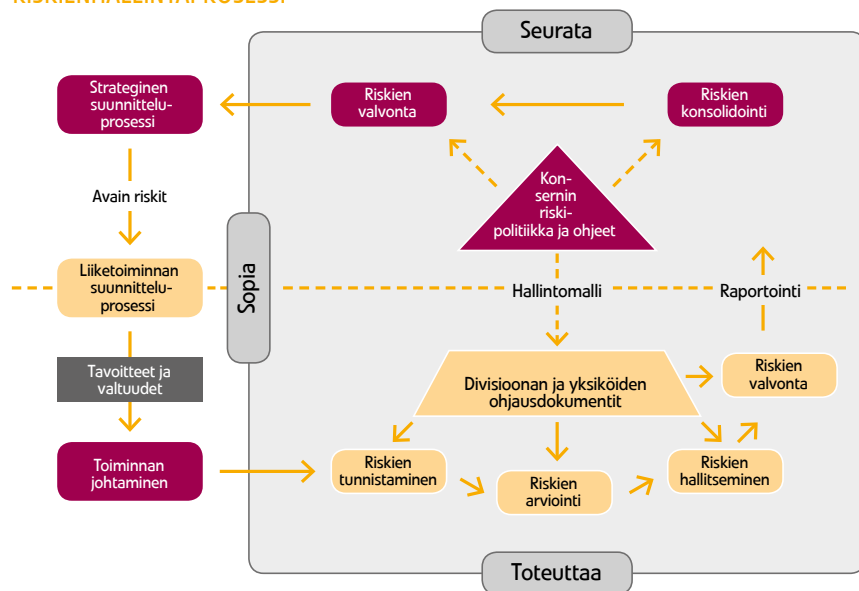 RISKIENHALLINTAPROSESSI
Seurata
Strateginen
suunnittelu-
prosessi
Riskien
valvonta
Riskien
konsolidointi
Avain riskit
Kon-
sernin
riski-
politiikka ja ohjeet
Sopia
Liiketoiminnan
suunnittelu-
prosessi
Hallintomalli
Raportointi
Tavoitteet ja
valtuudet
Divisioonan ja yksiköiden
ohjausdokumentit
Riskien
valvonta
Toiminnan
johtaminen
Riskien
tunnistaminen
Riskien
arviointi
Riskien
hallitseminen
Toteuttaa